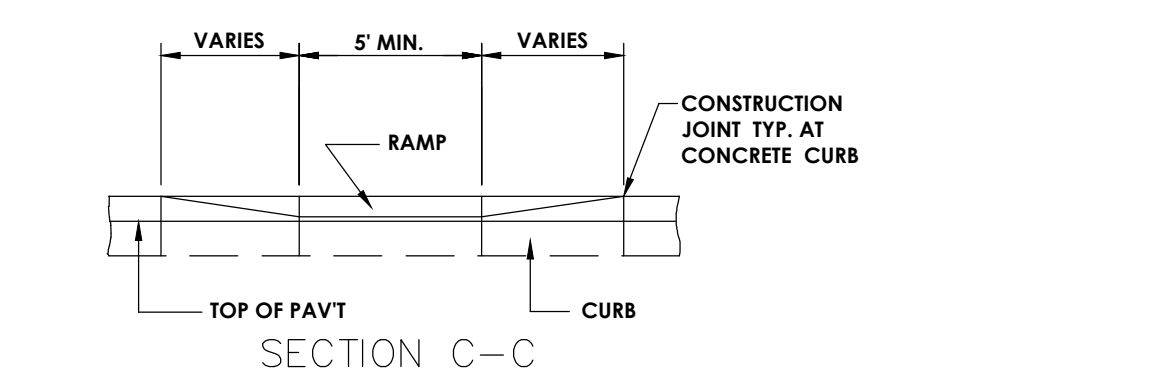 VARIES 5' MIN. VARIES
CONSTRUCTION
JOINT TYP. AT
CONCRETE CURB
RAMP
TOP OF PAV'T
CURB
SECTION C-C